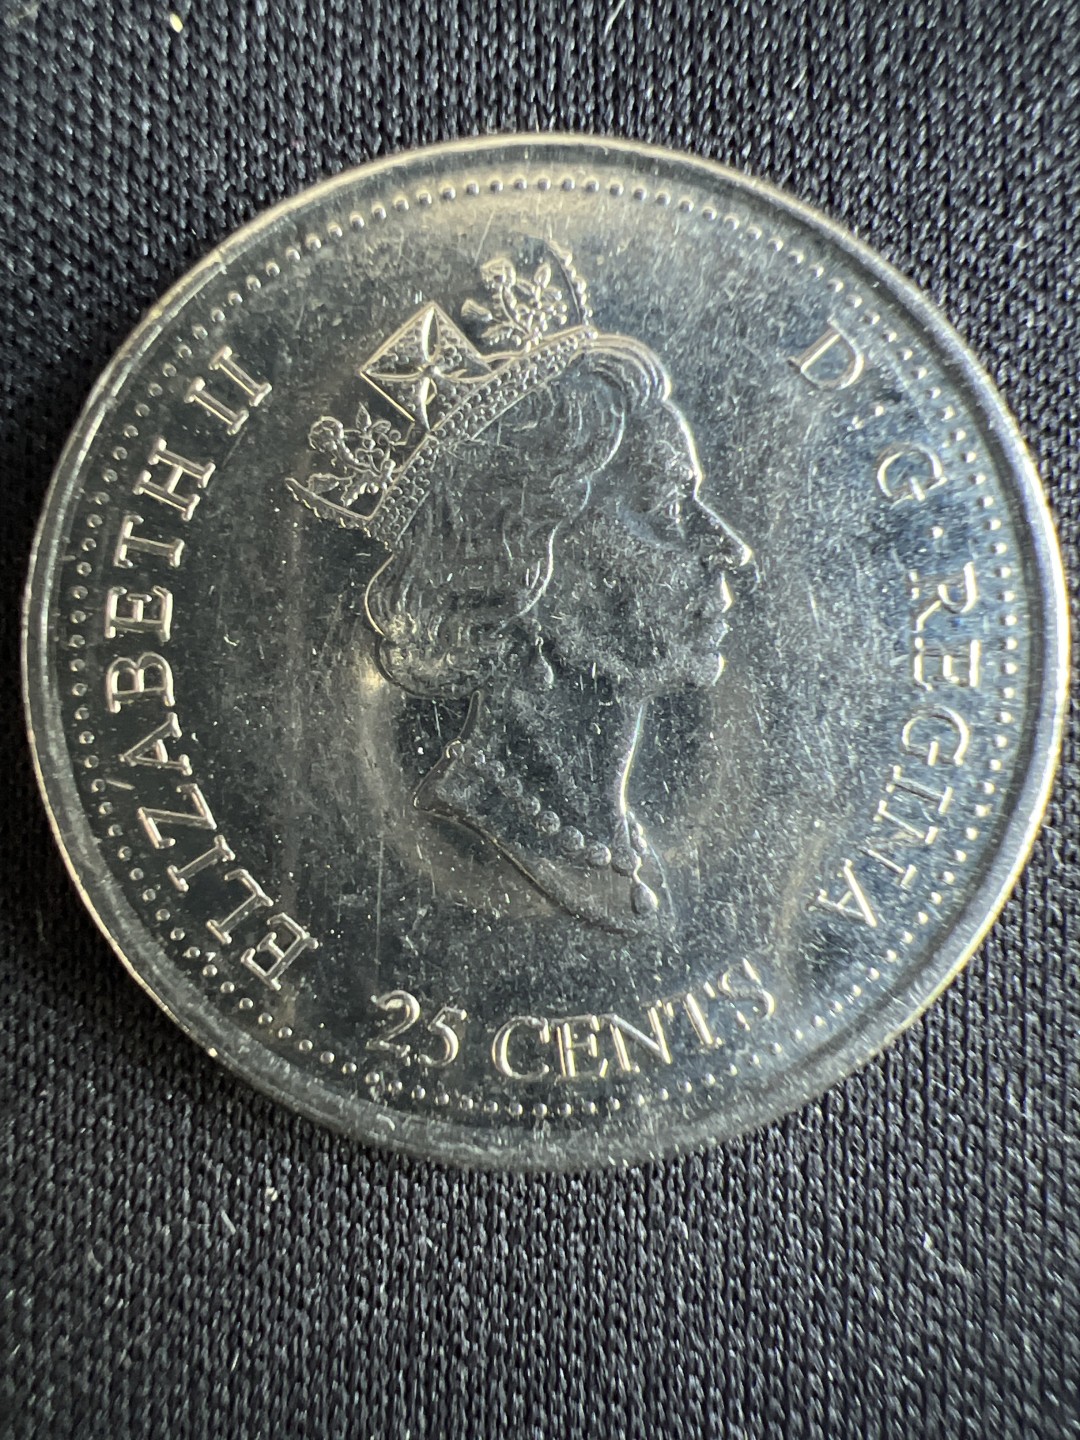 ELIZABETH II
D·G·REGINA
25 CENTS